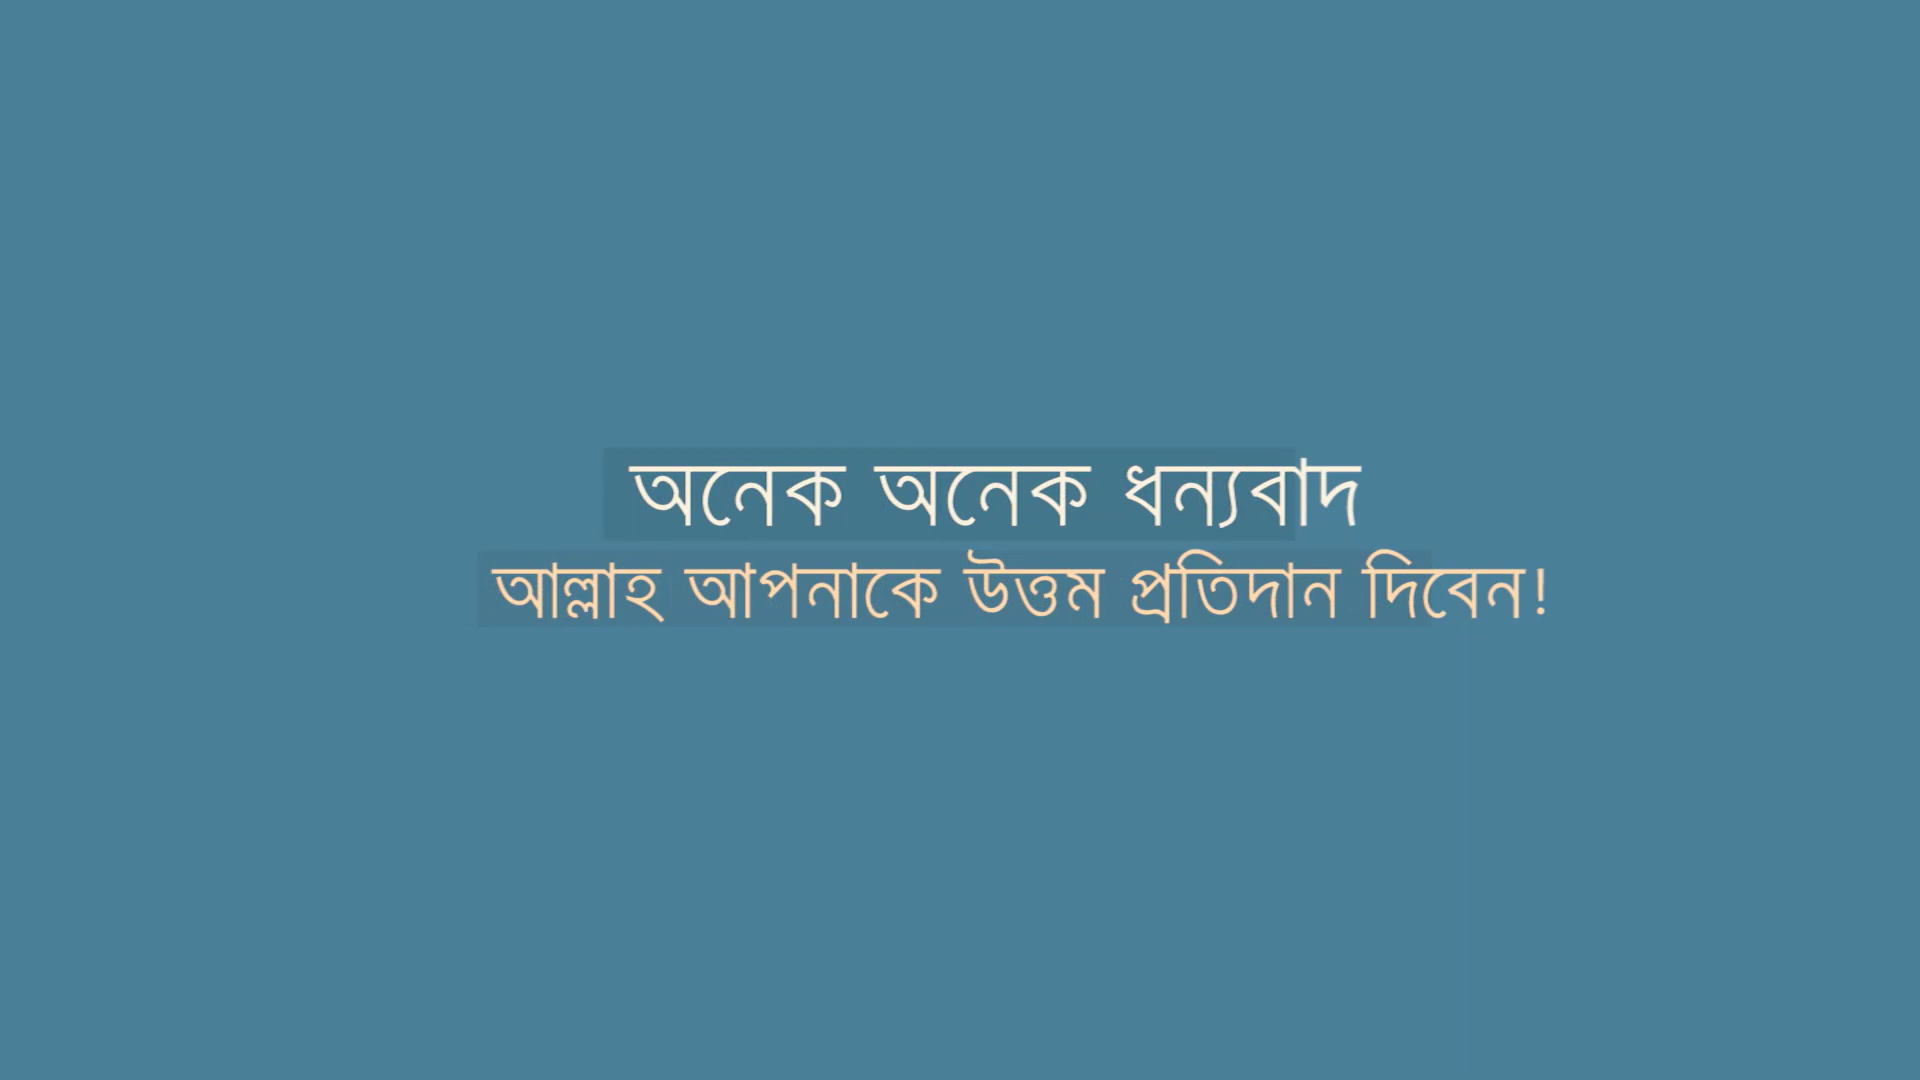 অনেক অনেক ধন্যবাদ
আল্লাহ আপনাকে উত্তম প্রতিদান দিবেন!